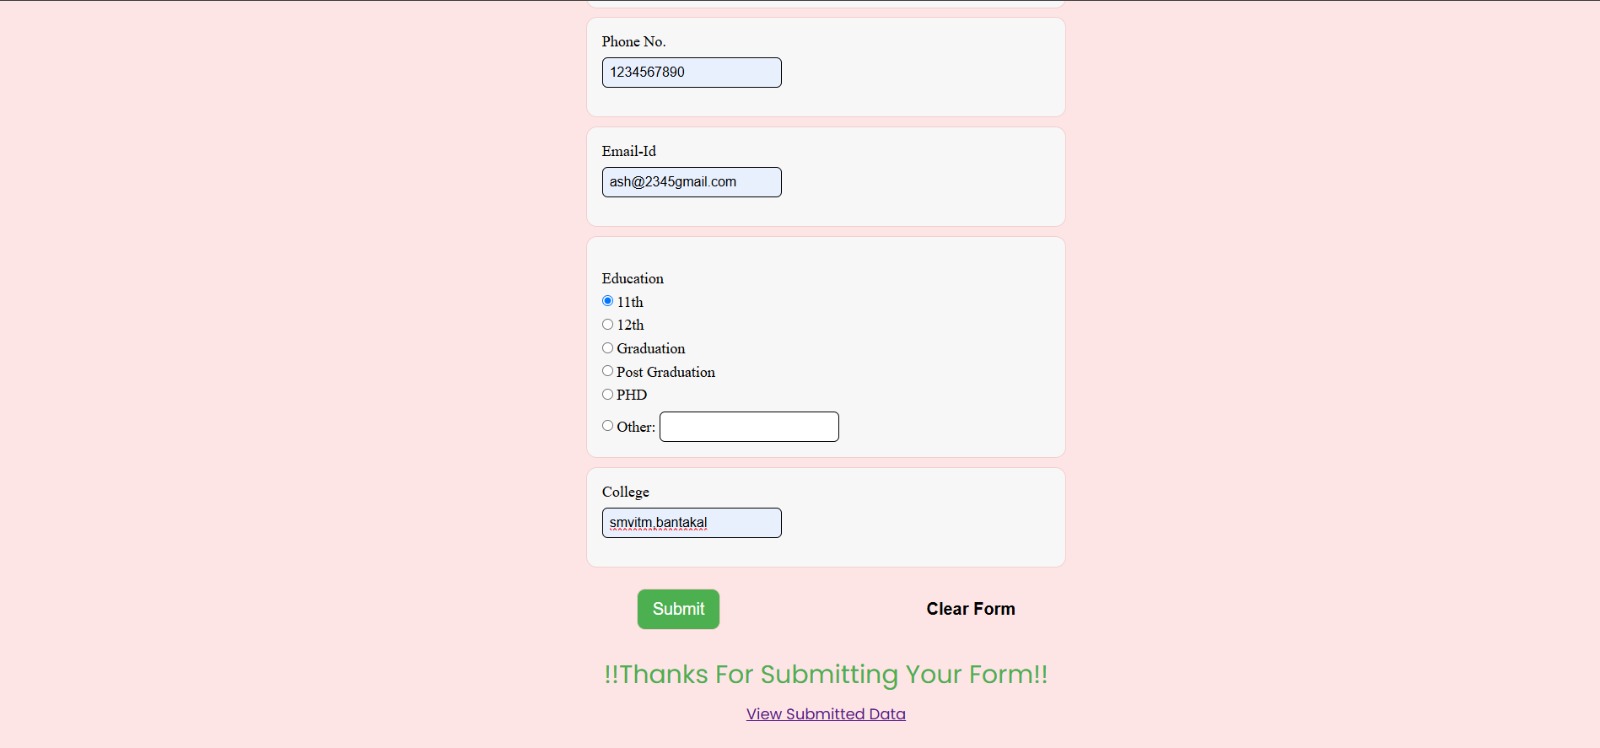 Phone No.
1234567890
Email-Id
ash@2345gmail.com
Education
11th
12th
Graduation
Post Graduation
PHD
Other:
College
smvitm,bantakal
Submit
Clear Form
!!Thanks For Submitting Your Form!!
View Submitted Data